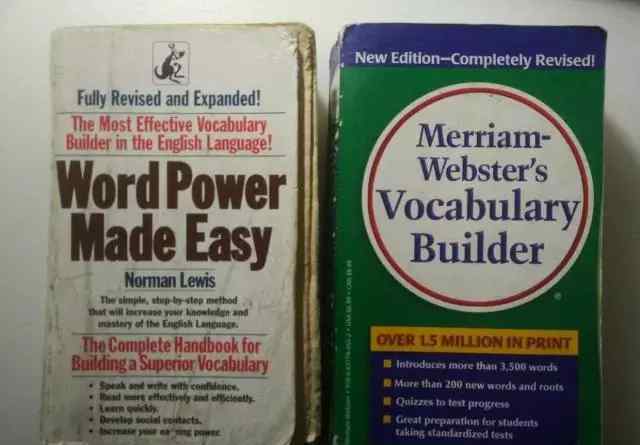 Fully Revised and Expanded!
The Most Effective Vocabulary
Builder in the English Language!
Word Power
Made Easy
Norman Lewis
The simple, step-by-step method
that will increase your knowledge and
mastery of the English Language.
The Complete Handbook for
Building a Superior Vocabulary
• Speak and write with confidence.
• Read more effectively and efficiently.
• Learn quickly.
• Develop social contacts.
• Increase your power.
New Edition—Completely Revised!
Merriam-
Webster's
Vocabulary
Builder
®
OVER 1.5 MILLION IN PRINT
Introduces more than 3,500 words
More than 200 new words and roots
Quizzes to test progress
Great preparation for students
taking standardized tests